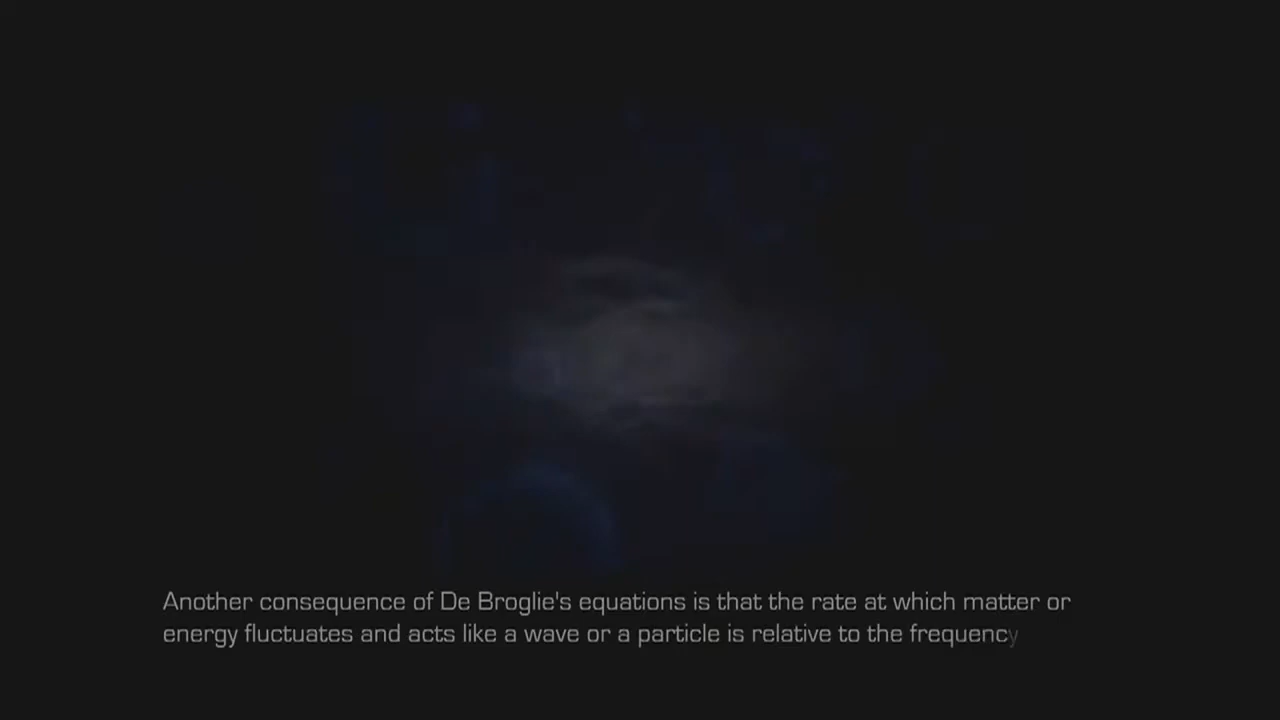 Another consequence of De Broglie's equations is that the rate at which matter or
energy fluctuates and acts like a wave or a particle is relative to the frequency